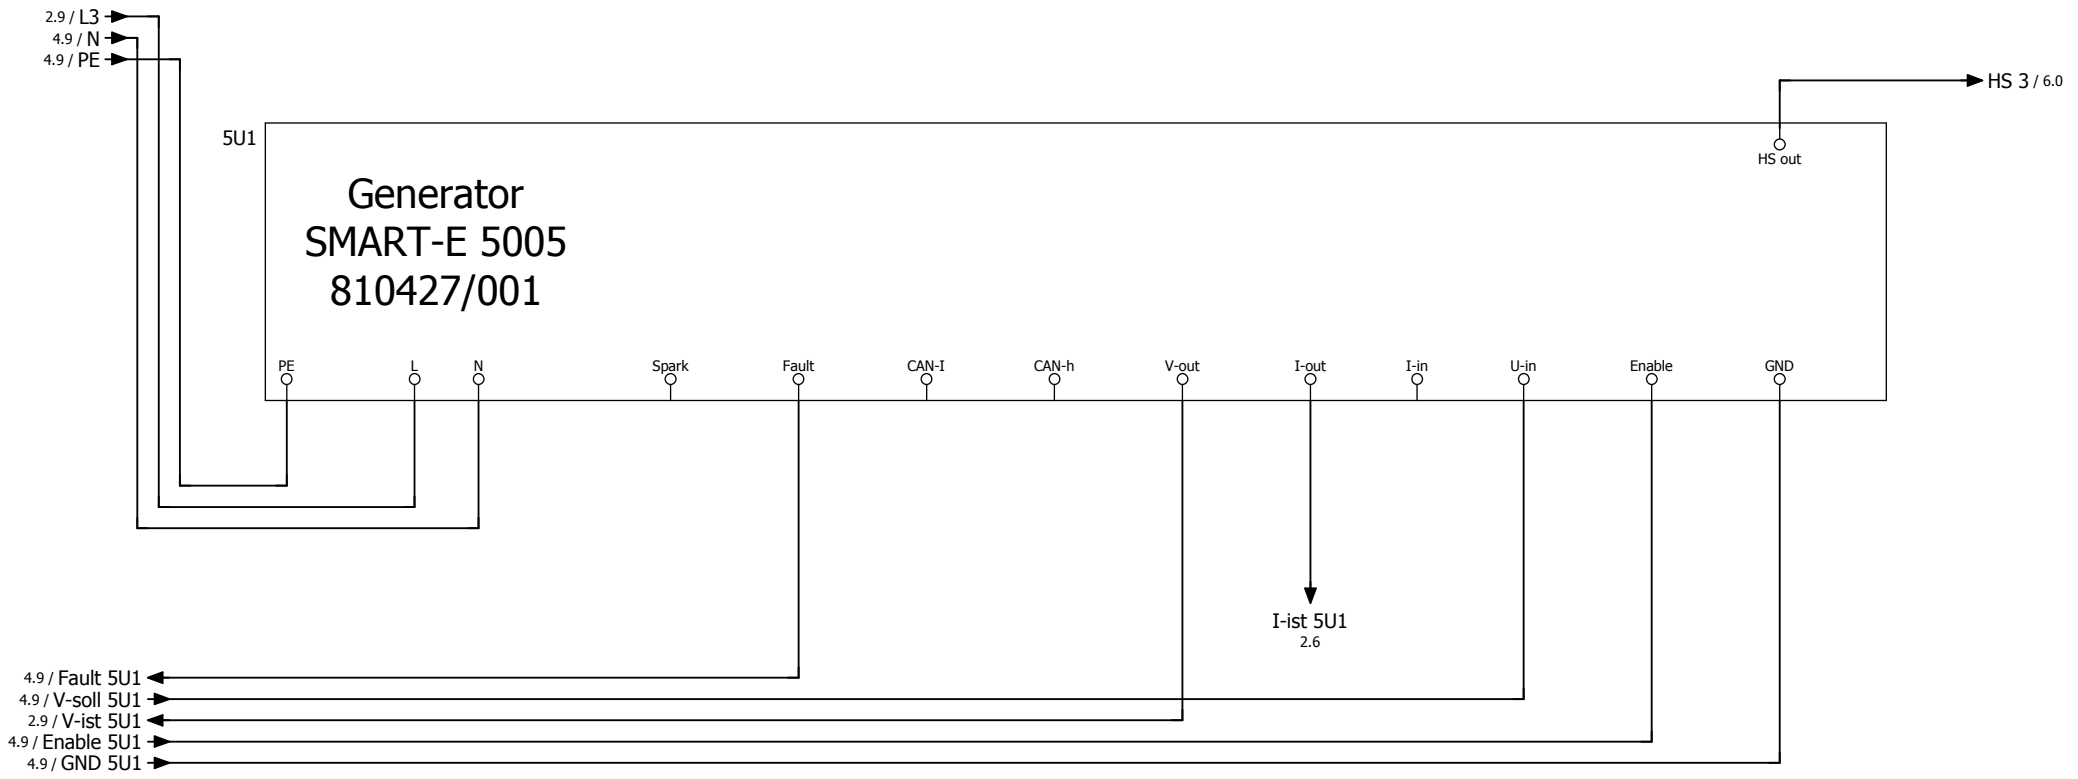 2.9 / L3
4.9 / N
4.9 / PE
HS 3 / 6.0
5U1
HS out
Generator
SMART-E 5005
810427/001
PE L N Spark Fault CAN-I CAN-h V-out I-out I-in U-in Enable GND
I-ist 5U1
2.6
4.9 / Fault 5U1
4.9 / V-soll 5U1
2.9 / V-ist 5U1
4.9 / Enable 5U1
4.9 / GND 5U1